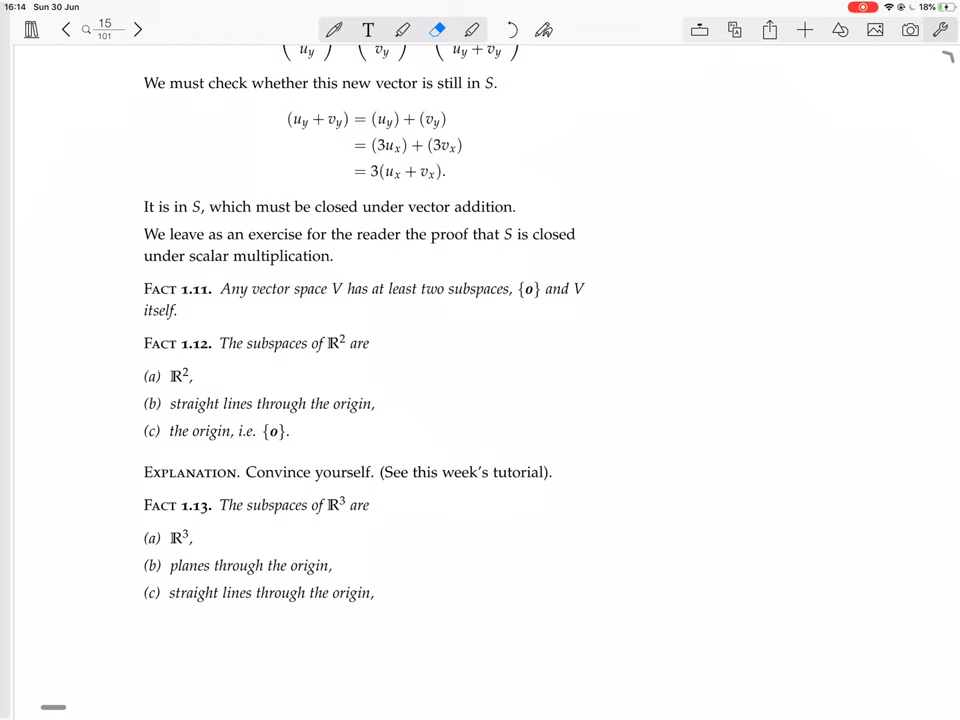 16:14 Sun 30 Jun
18%
15
101
T
( u_y ) ( v_y ) ( u_y + v_y )
We must check whether this new vector is still in S.
(u_y + v_y) = (u_y) + (v_y)
= (3u_x) + (3v_x)
= 3(u_x + v_x).
It is in S, which must be closed under vector addition.
We leave as an exercise for the reader the proof that S is closed
under scalar multiplication.
FACT 1.11. Any vector space V has at least two subspaces, {o} and V
itself.
FACT 1.12. The subspaces of ℝ² are
(a) ℝ²,
(b) straight lines through the origin,
(c) the origin, i.e. {o}.
EXPLANATION. Convince yourself. (See this week's tutorial).
FACT 1.13. The subspaces of ℝ³ are
(a) ℝ³,
(b) planes through the origin,
(c) straight lines through the origin,